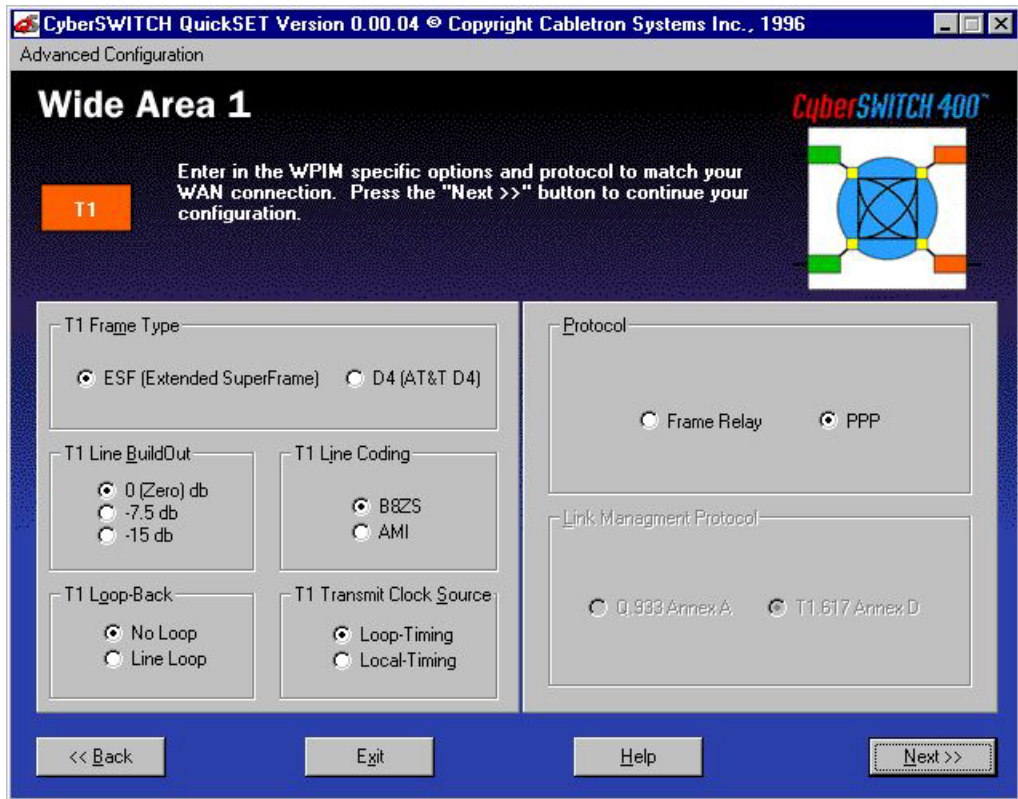 CyberSWITCH QuickSET Version 0.00.04 © Copyright Cabletron Systems Inc., 1996
Advanced Configuration
Wide Area 1
CyberSWITCH 400™
T1
Enter in the WPIM specific options and protocol to match your
WAN connection. Press the "Next >>" button to continue your
configuration.
T1 Frame Type
ESF (Extended SuperFrame)
D4 (AT&T D4)
T1 Line BuildOut
0 (Zero) db
-7.5 db
-15 db
T1 Line Coding
B8ZS
AMI
T1 Loop-Back
No Loop
Line Loop
T1 Transmit Clock Source
Loop-Timing
Local-Timing
Protocol
Frame Relay
PPP
Link Managment Protocol
Q.933 Annex A
T1.617 Annex D
<< Back
Exit
Help
Next >>